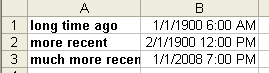 A B
1 long time ago 1/1/1900 6:00 AM
2 more recent 2/1/1900 12:00 PM
3 much more recen 1/1/2008 7:00 PM